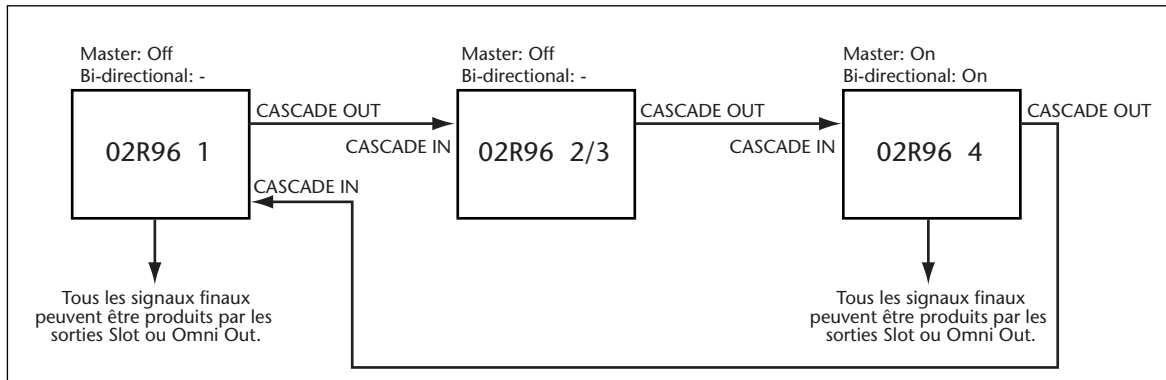 Master: Off
Bi-directional: -
02R96 1
CASCADE OUT
CASCADE IN
CASCADE IN
Tous les signaux finaux
peuvent être produits par les
sorties Slot ou Omni Out.
Master: Off
Bi-directional: -
02R96 2/3
CASCADE OUT
CASCADE IN
Master: On
Bi-directional: On
02R96 4
CASCADE OUT
Tous les signaux finaux
peuvent être produits par les
sorties Slot ou Omni Out.